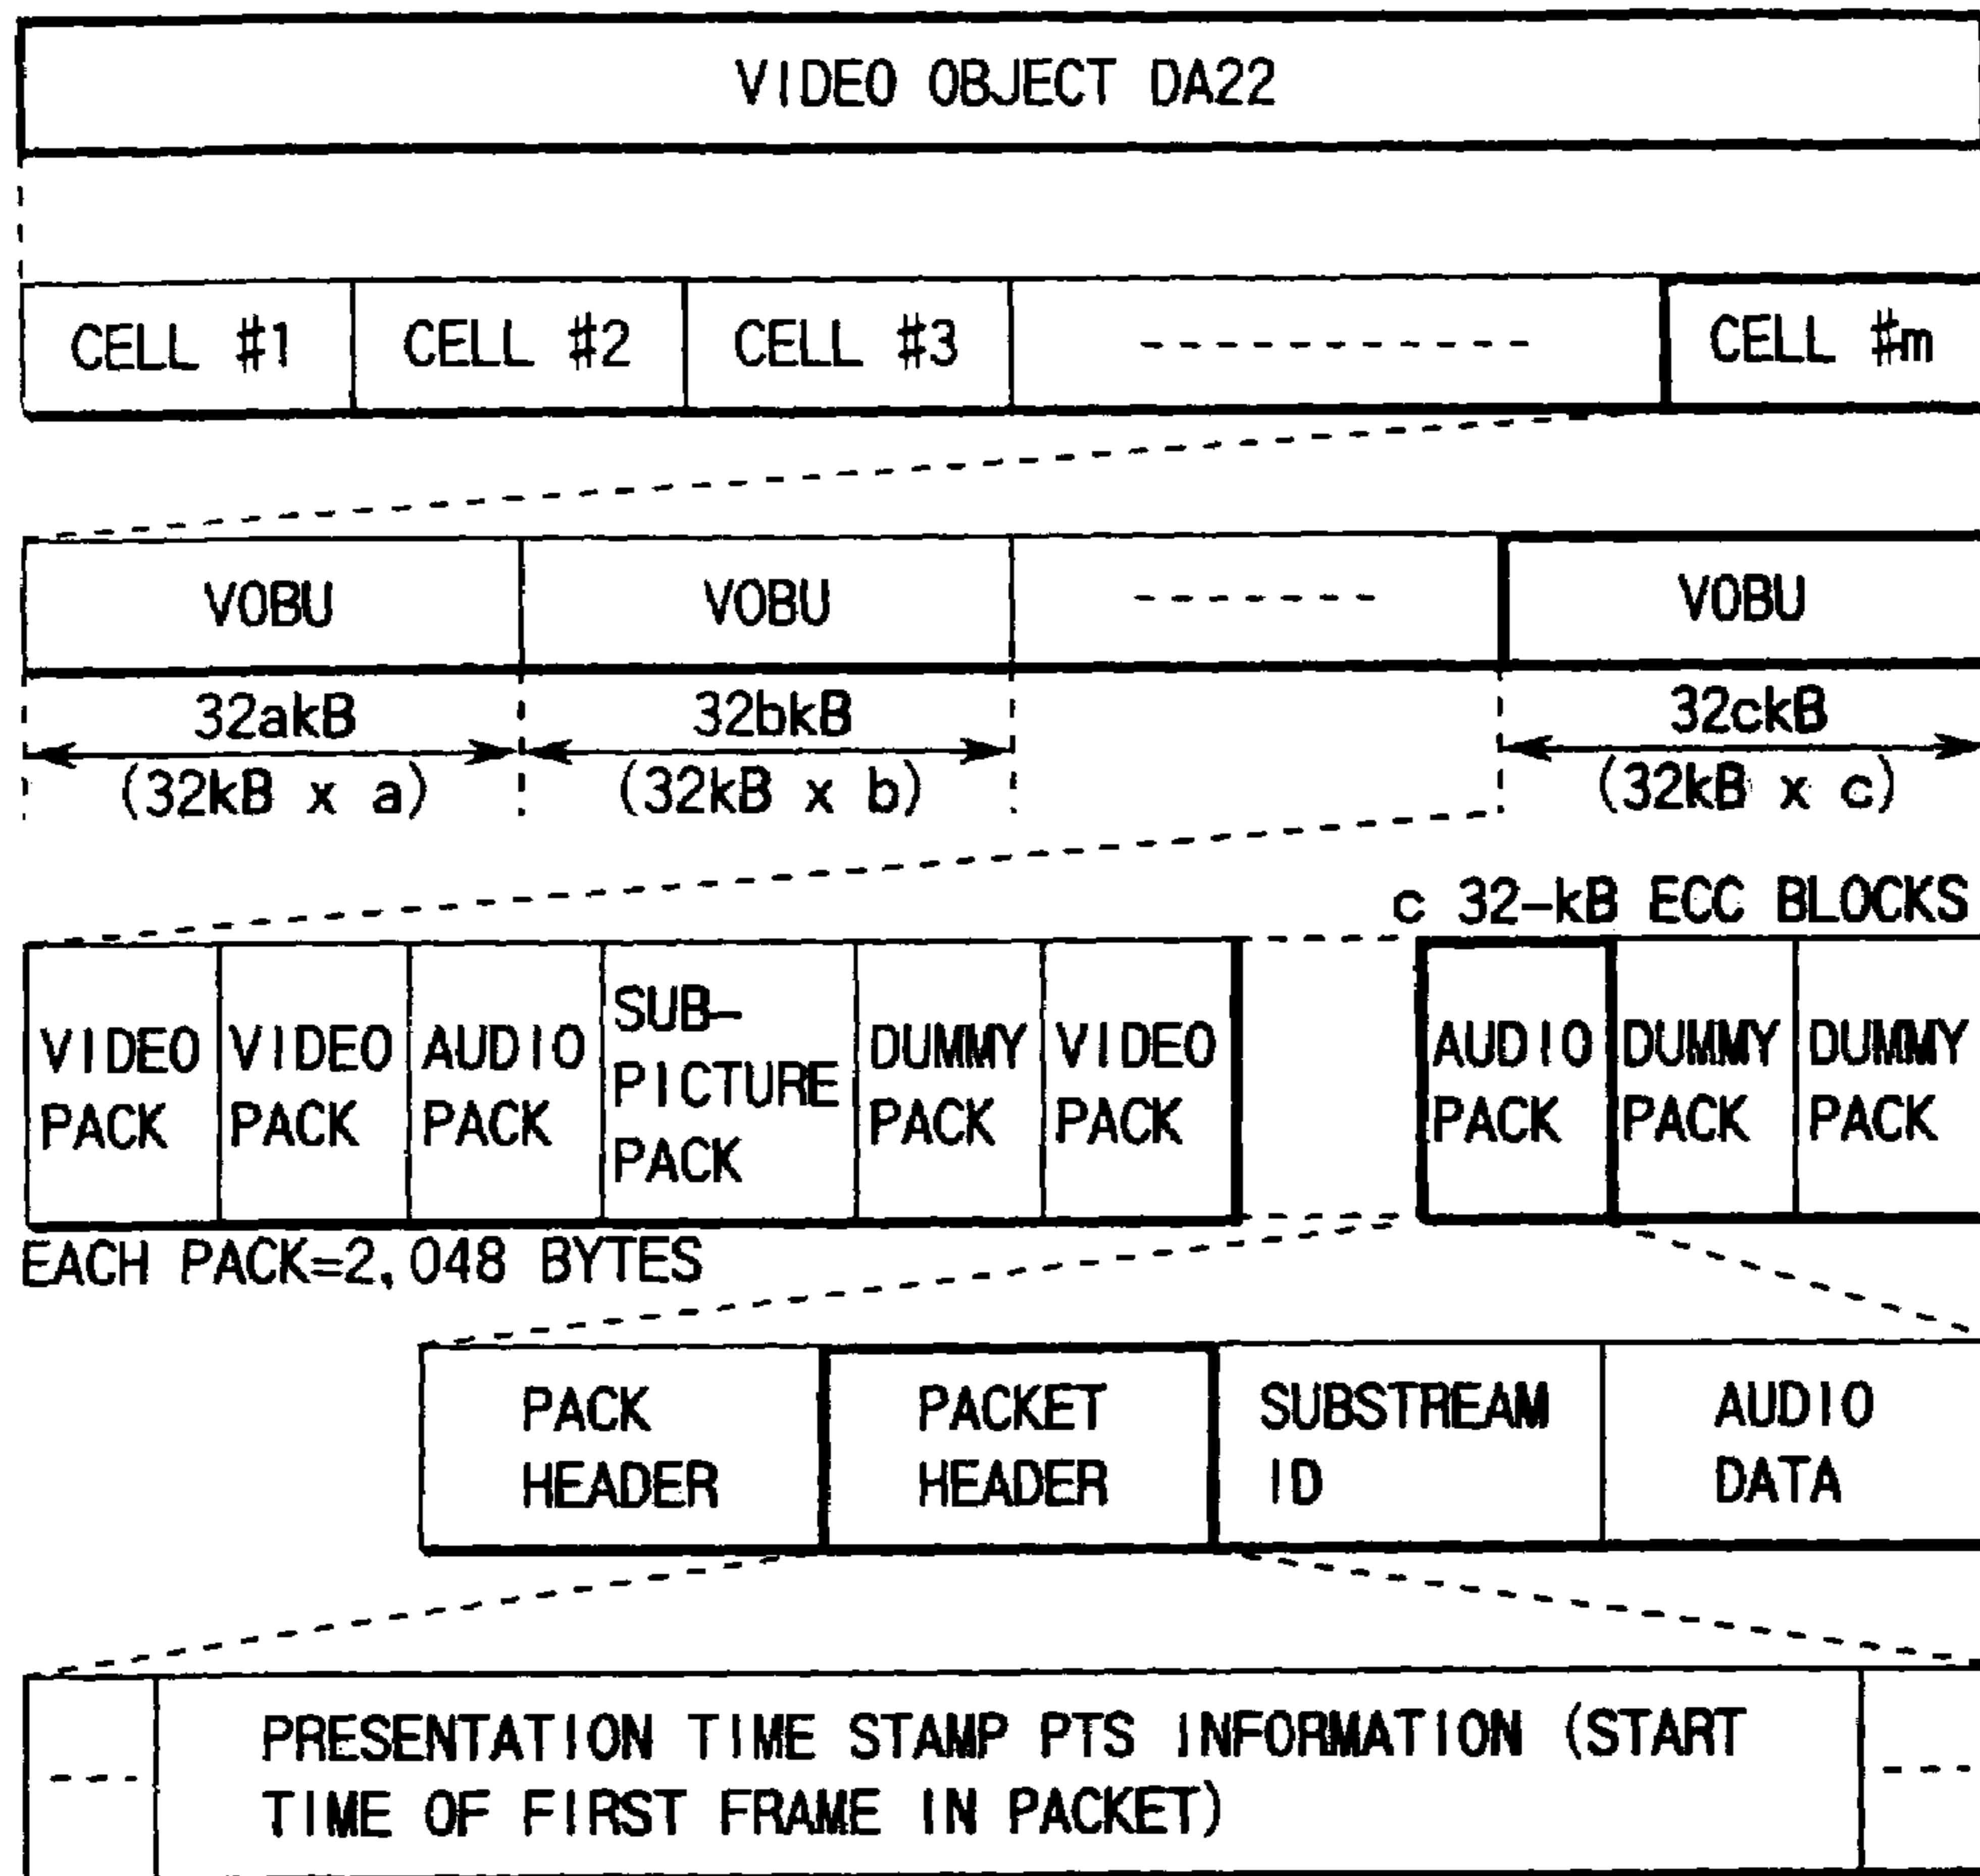 VIDEO OBJECT DA22
CELL #1
CELL #2
CELL #3
CELL #m
VOBU
VOBU
VOBU
32akB
32bkB
32ckB
(32kB x a)
(32kB x b)
(32kB x c)
c 32-kB ECC BLOCKS
VIDEO
PACK
VIDEO
PACK
AUDIO
PACK
SUB-
PICTURE
PACK
DUMMY
PACK
VIDEO
PACK
AUDIO
PACK
DUMMY
PACK
DUMMY
PACK
EACH PACK=2,048 BYTES
PACK
HEADER
PACKET
HEADER
SUBSTREAM
ID
AUDIO
DATA
PRESENTATION TIME STAMP PTS INFORMATION (START
TIME OF FIRST FRAME IN PACKET)